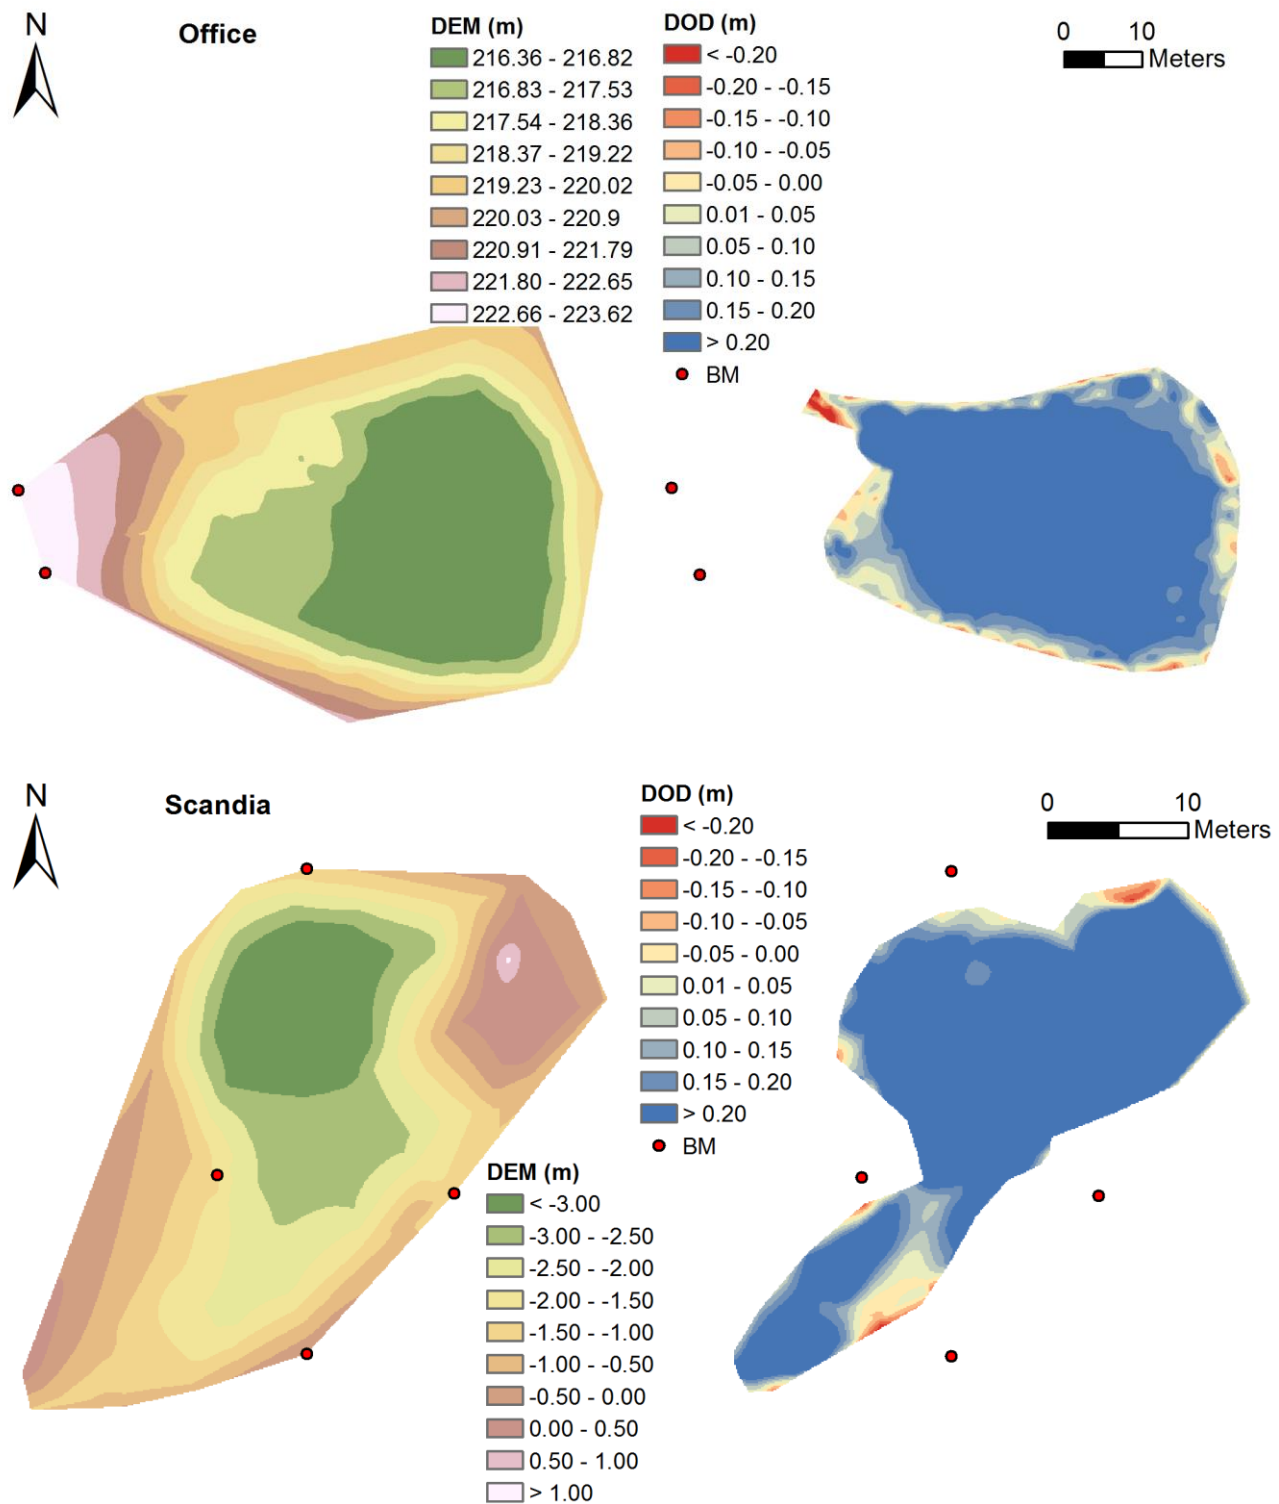 N
Office
DEM (m)
216.36 - 216.82
216.83 - 217.53
217.54 - 218.36
218.37 - 219.22
219.23 - 220.02
220.03 - 220.9
220.91 - 221.79
221.80 - 222.65
222.66 - 223.62
DOD (m)
< -0.20
-0.20 - -0.15
-0.15 - -0.10
-0.10 - -0.05
-0.05 - 0.00
0.01 - 0.05
0.05 - 0.10
0.10 - 0.15
0.15 - 0.20
> 0.20
BM
0 10
Meters
N
Scandia
DOD (m)
< -0.20
-0.20 - -0.15
-0.15 - -0.10
-0.10 - -0.05
-0.05 - 0.00
0.01 - 0.05
0.05 - 0.10
0.10 - 0.15
0.15 - 0.20
> 0.20
BM
0 10
Meters
DEM (m)
< -3.00
-3.00 - -2.50
-2.50 - -2.00
-2.00 - -1.50
-1.50 - -1.00
-1.00 - -0.50
-0.50 - 0.00
0.00 - 0.50
0.50 - 1.00
> 1.00